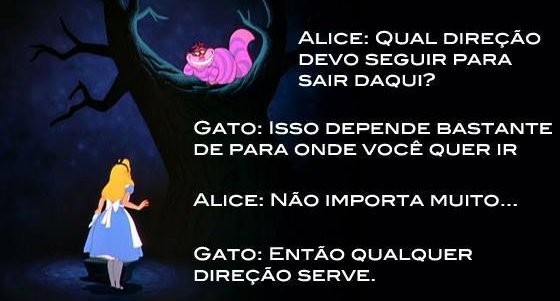 Alice: Qual direção
devo seguir para
sair daqui?
Gato: Isso depende bastante
de para onde você quer ir
Alice: Não importa muito...
Gato: Então qualquer
direção serve.